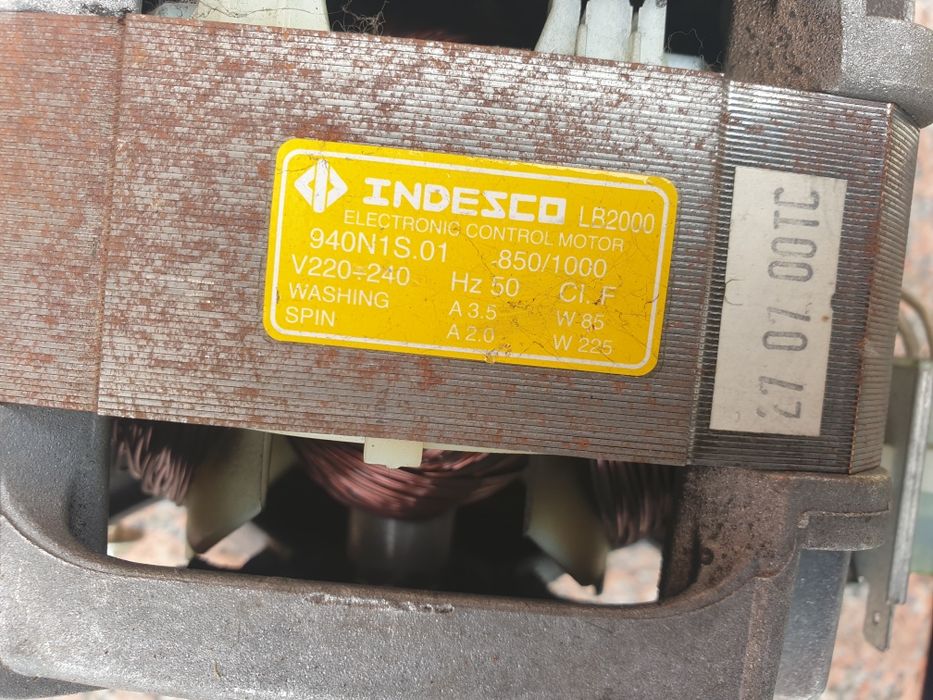 INDESCO LB2000
ELECTRONIC CONTROL MOTOR
940N1S.01 850/1000
V220÷240 Hz 50 Cl. F
WASHING A 3.5 W 85
SPIN A 2.0 W 225
27 07 00TC